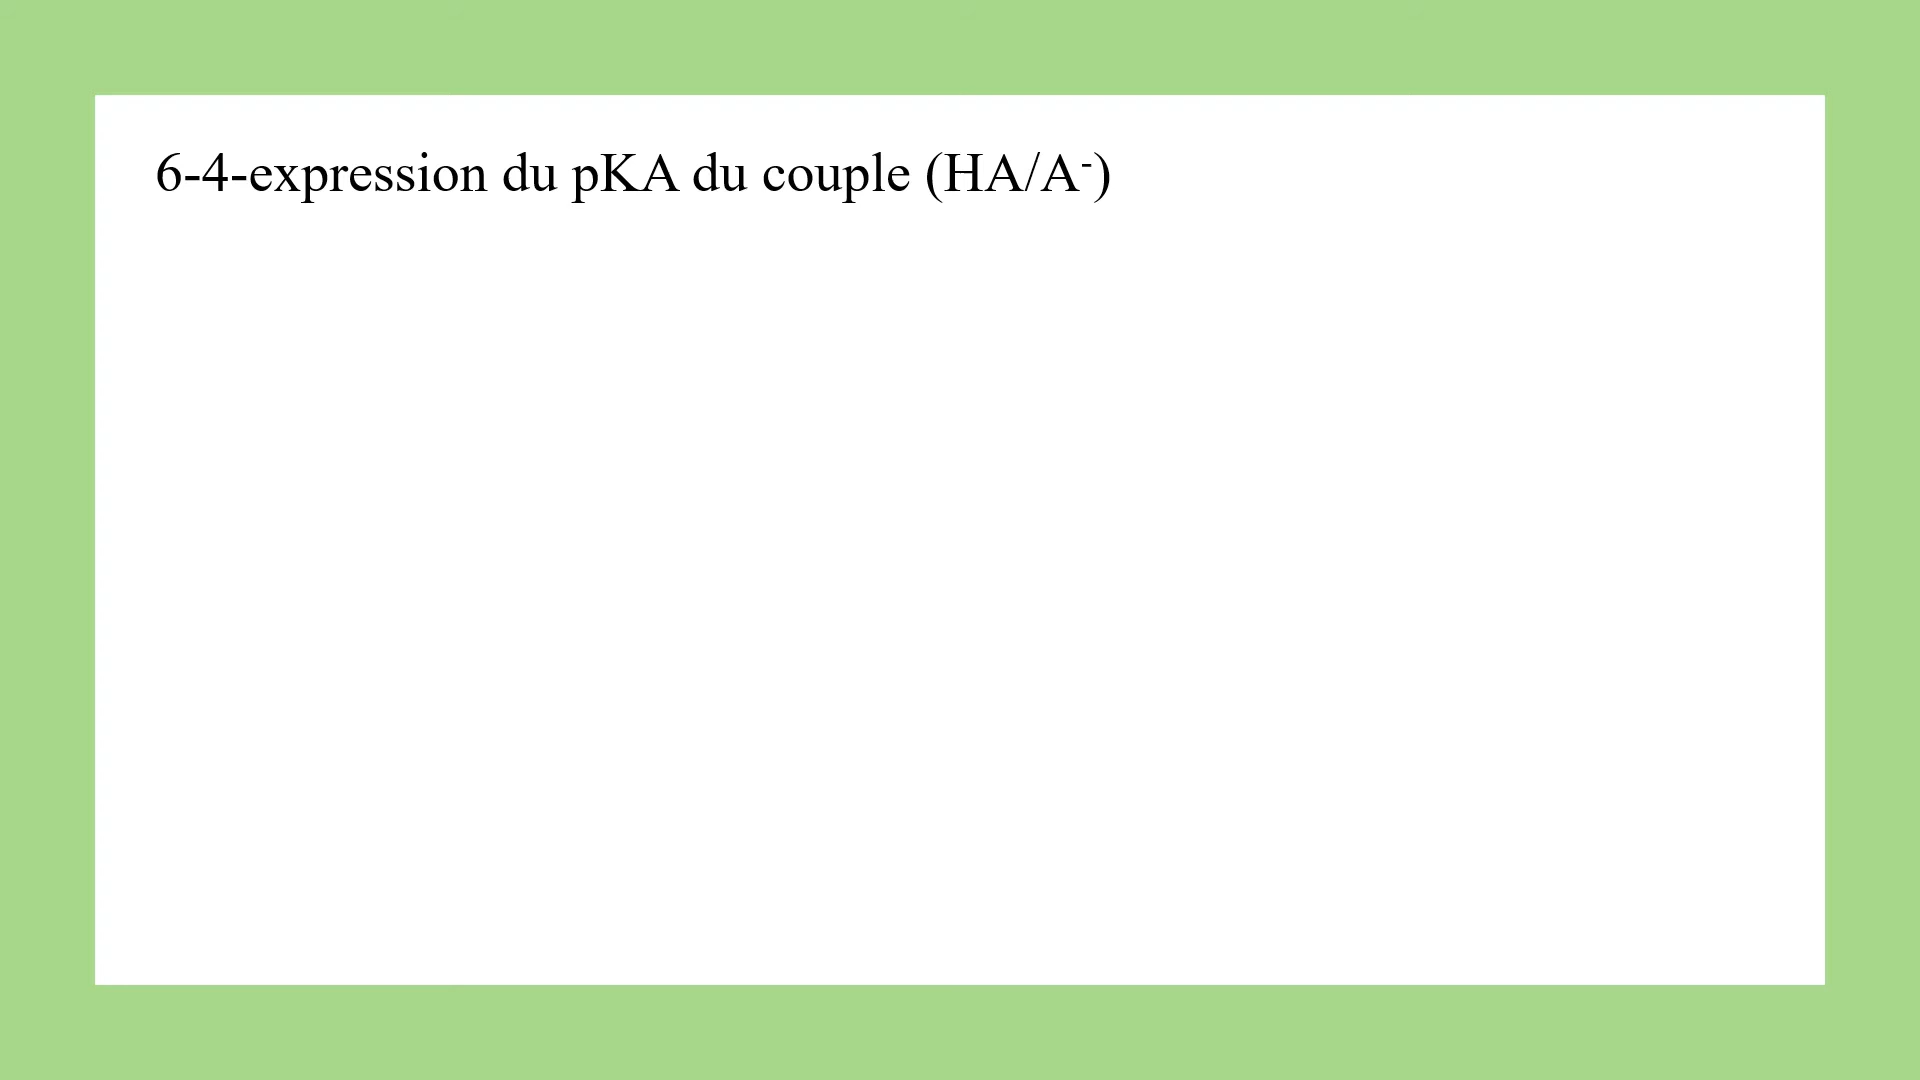 6-4-expression du pKA du couple (HA/A⁻)